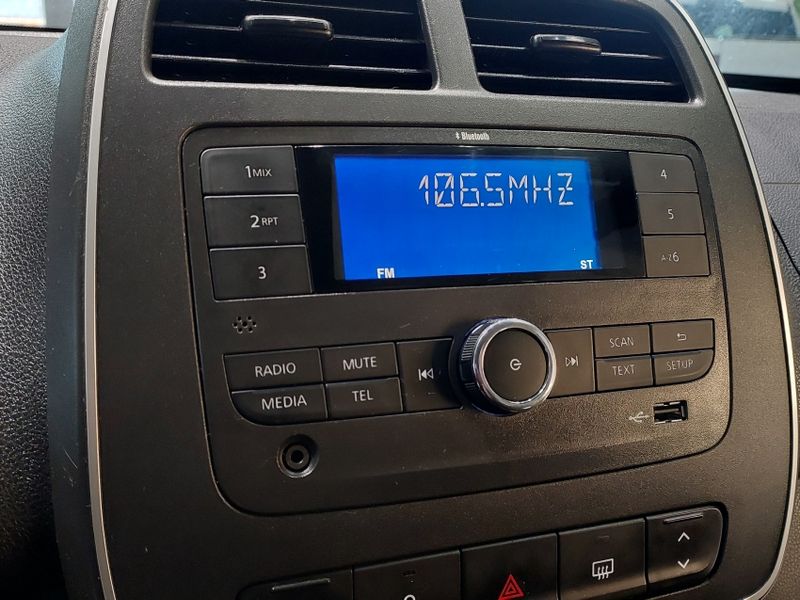 Bluetooth
1MIX
2RPT
3
106.5MHZ
FM
ST
4
5
A-Z6
RADIO
MUTE
MEDIA
TEL
SCAN
TEXT
SETUP